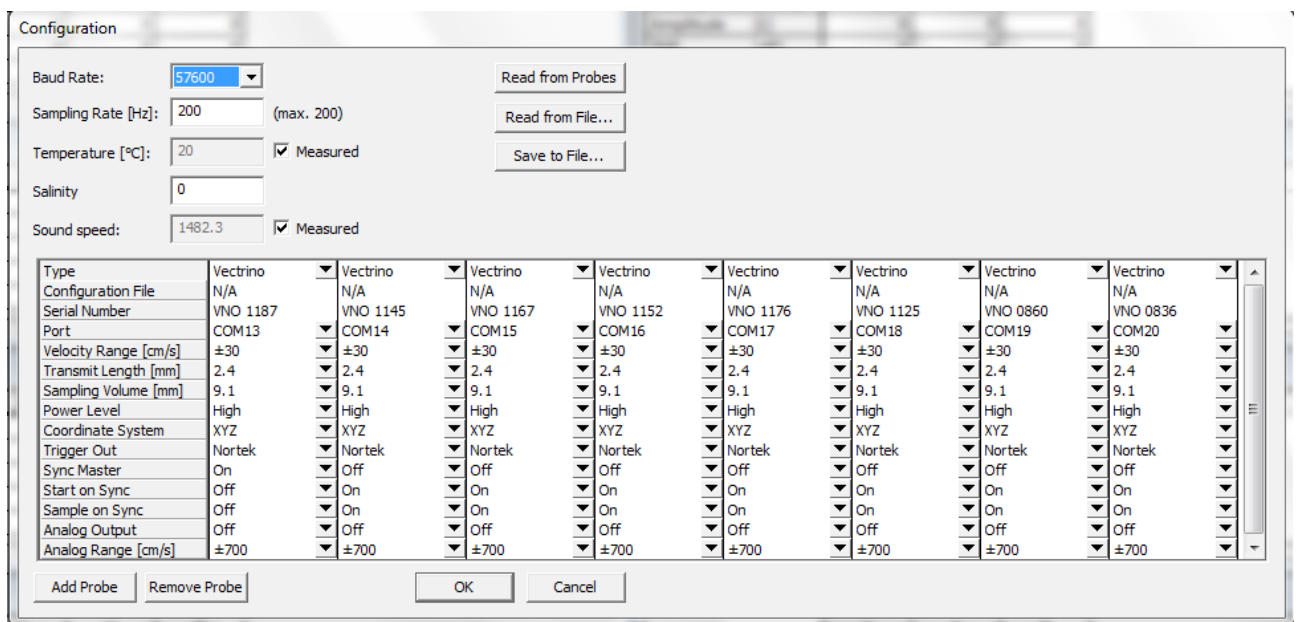 Configuration
Baud Rate: 57600 Read from Probes
Sampling Rate [Hz]: 200 (max. 200) Read from File...
Temperature [°C]: 20 Measured Save to File...
Salinity 0
Sound speed: 1482.3 Measured
Type Vectrino Vectrino Vectrino Vectrino Vectrino Vectrino Vectrino Vectrino
Configuration File N/A N/A N/A N/A N/A N/A N/A N/A
Serial Number VNO 1187 VNO 1145 VNO 1167 VNO 1152 VNO 1176 VNO 1125 VNO 0860 VNO 0836
Port COM13 COM14 COM15 COM16 COM17 COM18 COM19 COM20
Velocity Range [cm/s] ±30 ±30 ±30 ±30 ±30 ±30 ±30 ±30
Transmit Length [mm] 2.4 2.4 2.4 2.4 2.4 2.4 2.4 2.4
Sampling Volume [mm] 9.1 9.1 9.1 9.1 9.1 9.1 9.1 9.1
Power Level High High High High High High High High
Coordinate System XYZ XYZ XYZ XYZ XYZ XYZ XYZ XYZ
Trigger Out Nortek Nortek Nortek Nortek Nortek Nortek Nortek Nortek
Sync Master On Off Off Off Off Off Off Off
Start on Sync Off On On On On On On On
Sample on Sync Off On On On On On On On
Analog Output Off Off Off Off Off Off Off Off
Analog Range [cm/s] ±700 ±700 ±700 ±700 ±700 ±700 ±700 ±700
Add Probe Remove Probe OK Cancel